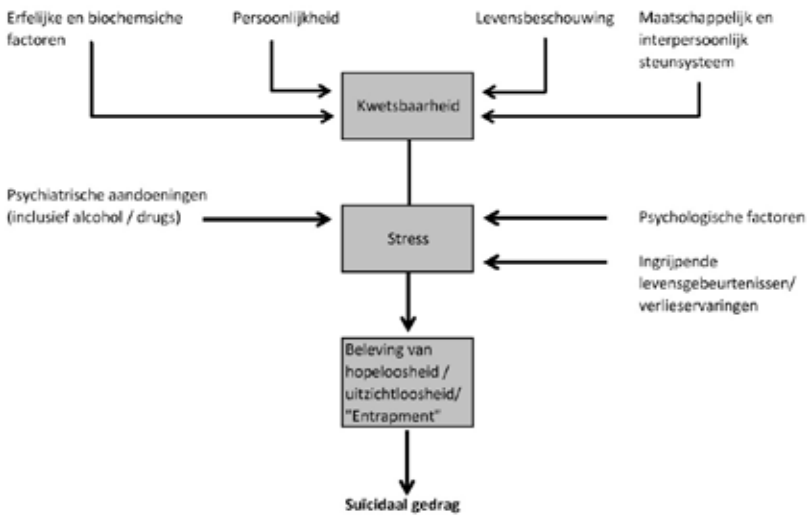 Erfelijke en biochemsiche
factoren
Persoonlijkheid
Levensbeschouwing
Maatschappelijk en
interpersoonlijk
steunsysteem
Kwetsbaarheid
Psychiatrische aandoeningen
(inclusief alcohol / drugs)
Stress
Psychologische factoren
Ingrijpende
levensgebeurtenissen/
verlieservaringen
Beleving van
hopeloosheid /
uitzichtloosheid/
"Entrapment"
Suïcidaal gedrag